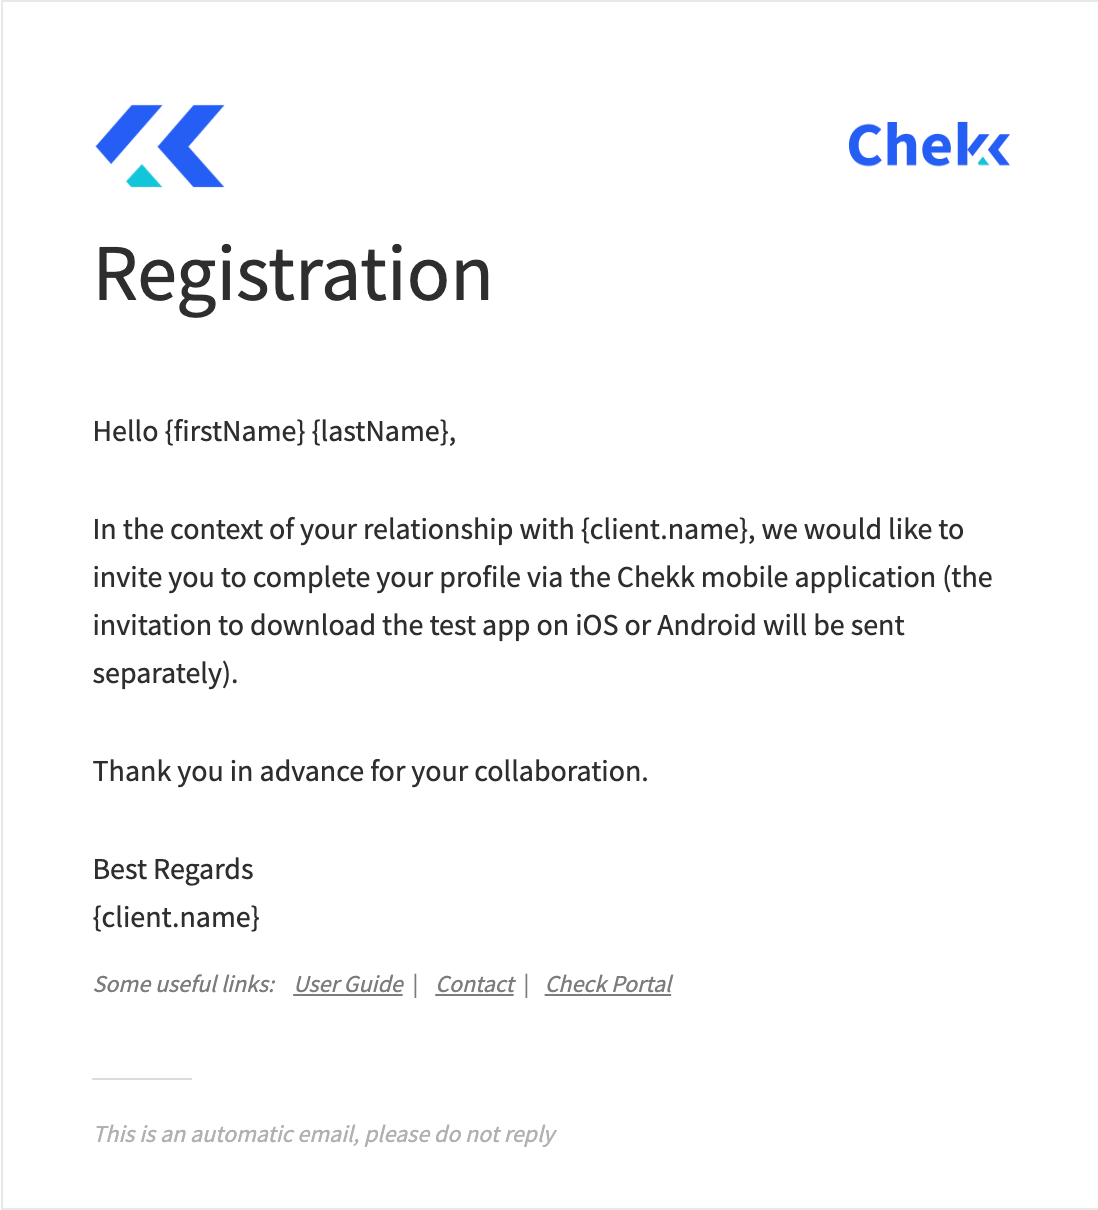 Chekk
Registration
Hello {firstName} {lastName},
In the context of your relationship with {client.name}, we would like to
invite you to complete your profile via the Chekk mobile application (the
invitation to download the test app on iOS or Android will be sent
separately).
Thank you in advance for your collaboration.
Best Regards
{client.name}
Some useful links: User Guide | Contact | Check Portal
This is an automatic email, please do not reply